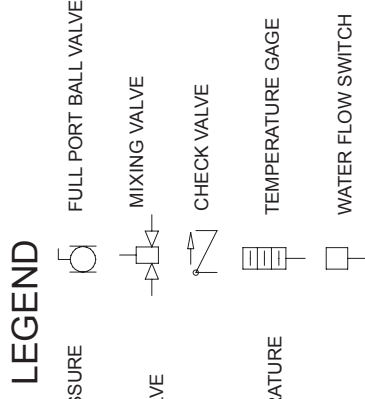 LEGEND
FULL PORT BALL VALVE
MIXING VALVE
CHECK VALVE
TEMPERATURE GAGE
WATER FLOW SWITCH